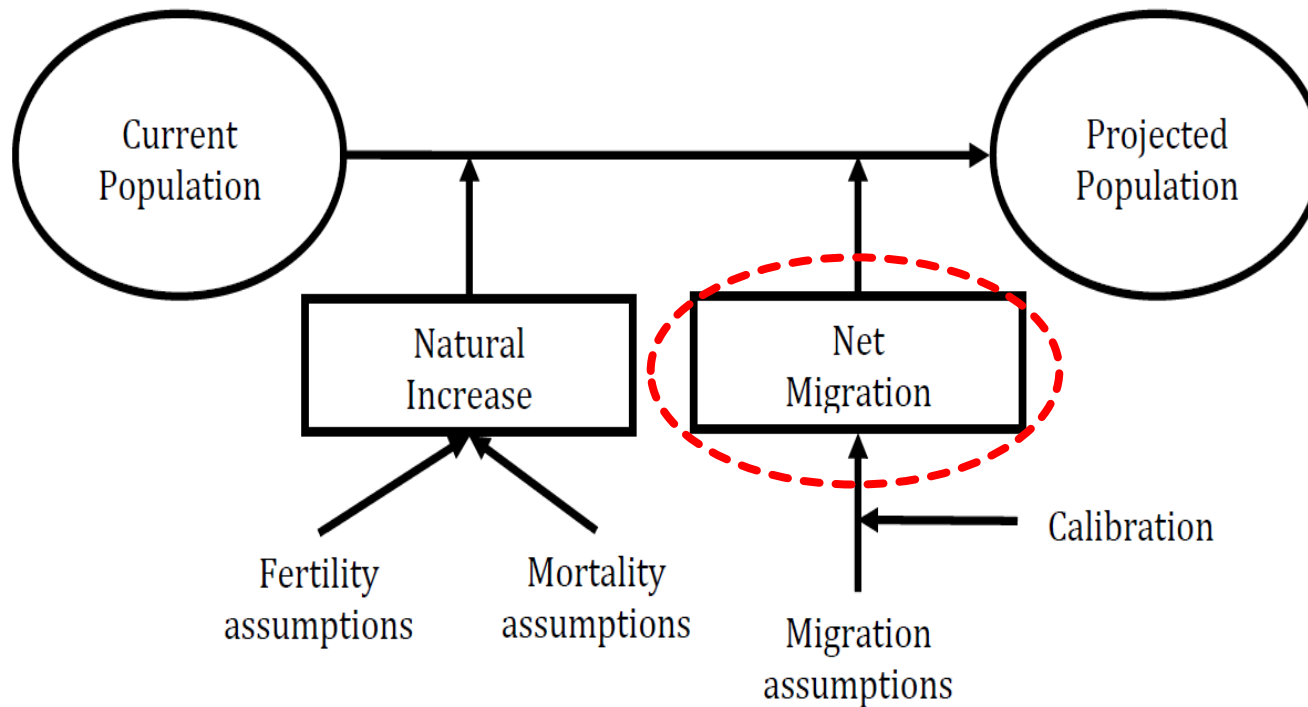 Current
Population
Projected
Population
Natural
Increase
Net
Migration
Calibration
Fertility
assumptions
Mortality
assumptions
Migration
assumptions